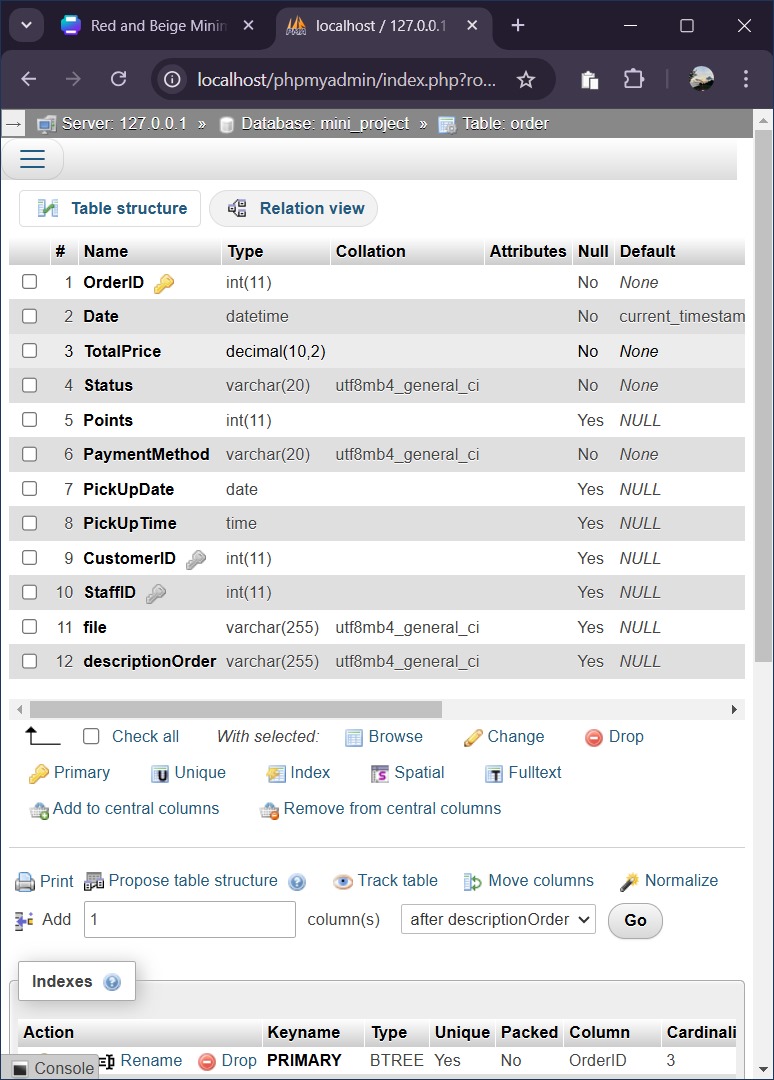 Red and Beige Minin
localhost / 127.0.0.1
localhost/phpmyadmin/index.php?ro...
Server: 127.0.0.1 » Database: mini_project » Table: order
Table structure Relation view
# Name Type Collation Attributes Null Default
1 OrderID int(11) No None
2 Date datetime No current_timestam
3 TotalPrice decimal(10,2) No None
4 Status varchar(20) utf8mb4_general_ci No None
5 Points int(11) Yes NULL
6 PaymentMethod varchar(20) utf8mb4_general_ci No None
7 PickUpDate date Yes NULL
8 PickUpTime time Yes NULL
9 CustomerID int(11) Yes NULL
10 StaffID int(11) Yes NULL
11 file varchar(255) utf8mb4_general_ci Yes NULL
12 descriptionOrder varchar(255) utf8mb4_general_ci Yes NULL
Check all With selected: Browse Change Drop
Primary Unique Index Spatial Fulltext
Add to central columns Remove from central columns
Print Propose table structure Track table Move columns Normalize
Add 1 column(s) after descriptionOrder Go
Indexes
Action Keyname Type Unique Packed Column Cardinali
Rename Drop PRIMARY BTREE Yes No OrderID 3
Console